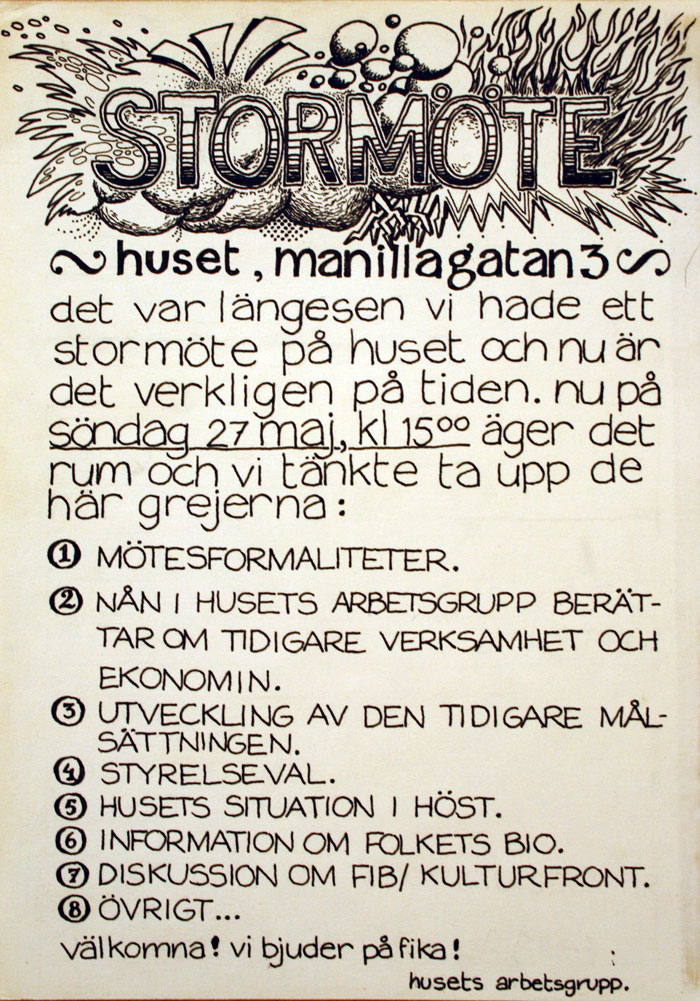 STORMÖTE
~ huset, manillagatan 3 ~
det var längesen vi hade ett
stormöte på huset och nu är
det verkligen på tiden. nu på
söndag 27 maj, kl 15⁰⁰ äger det
rum och vi tänkte ta upp de
här grejerna:
① MÖTESFORMALITETER.
② NÅN I HUSETS ARBETSGRUPP BERÄT-
TAR OM TIDIGARE VERKSAMHET OCH
EKONOMIN.
③ UTVECKLING AV DEN TIDIGARE MÅL-
SÄTTNINGEN.
④ STYRELSEVAL.
⑤ HUSETS SITUATION I HÖST.
⑥ INFORMATION OM FOLKETS BIO.
⑦ DISKUSSION OM FIB/ KULTURFRONT.
⑧ ÖVRIGT...
välkomna! vi bjuder på fika!
husets arbetsgrupp.